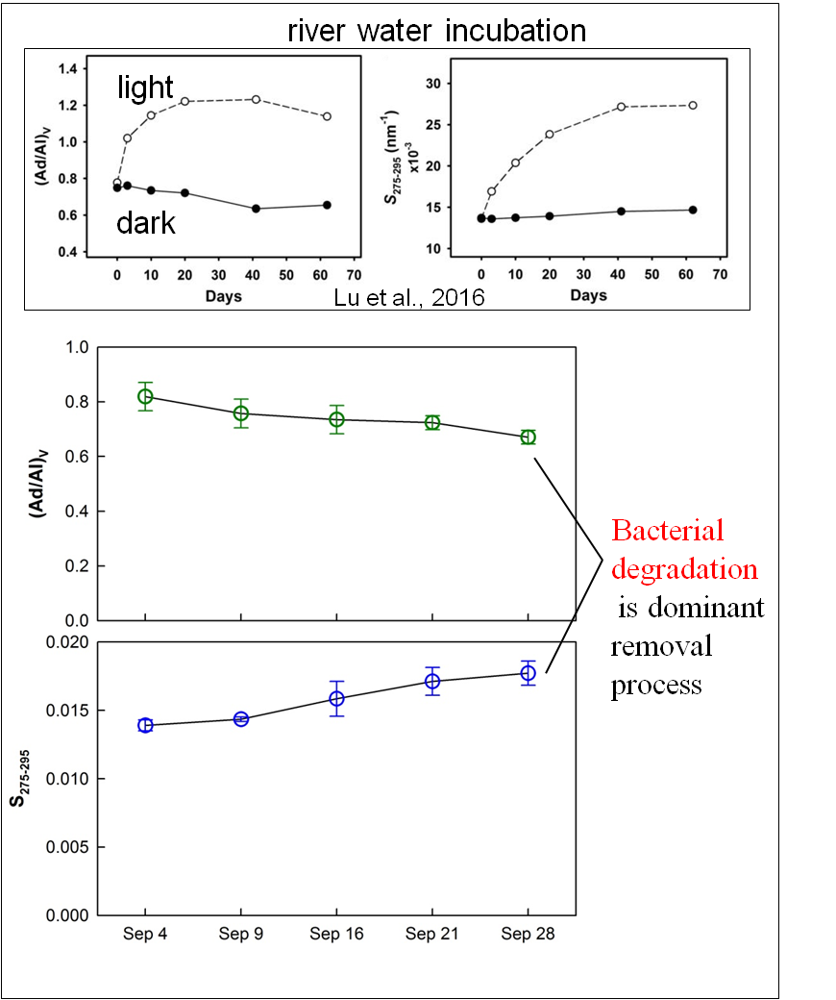 river water incubation
light
dark
(Ad/Al)V
1.4
1.2
1.0
0.8
0.6
0.4
0 10 20 30 40 50 60 70
Days
S275-295 (nm-1)
x10-3
30
25
20
15
10
0 10 20 30 40 50 60 70
Days
Lu et al., 2016
(Ad/Al)V
1.0
0.8
0.6
0.4
0.2
0.0
Bacterial
degradation
is dominant
removal
process
S275-295
0.020
0.015
0.010
0.005
0.000
Sep 4 Sep 9 Sep 16 Sep 21 Sep 28